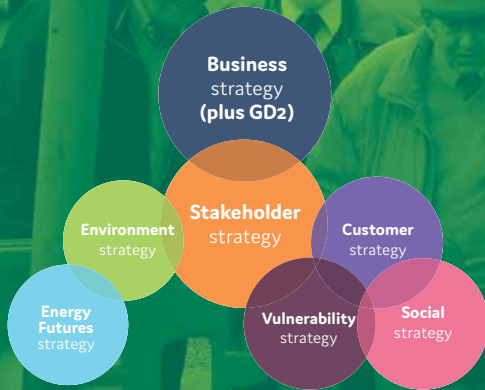 Business
strategy
(plus GD2)
Stakeholder
strategy
Environment
strategy
Customer
strategy
Energy
Futures
strategy
Vulnerability
strategy
Social
strategy